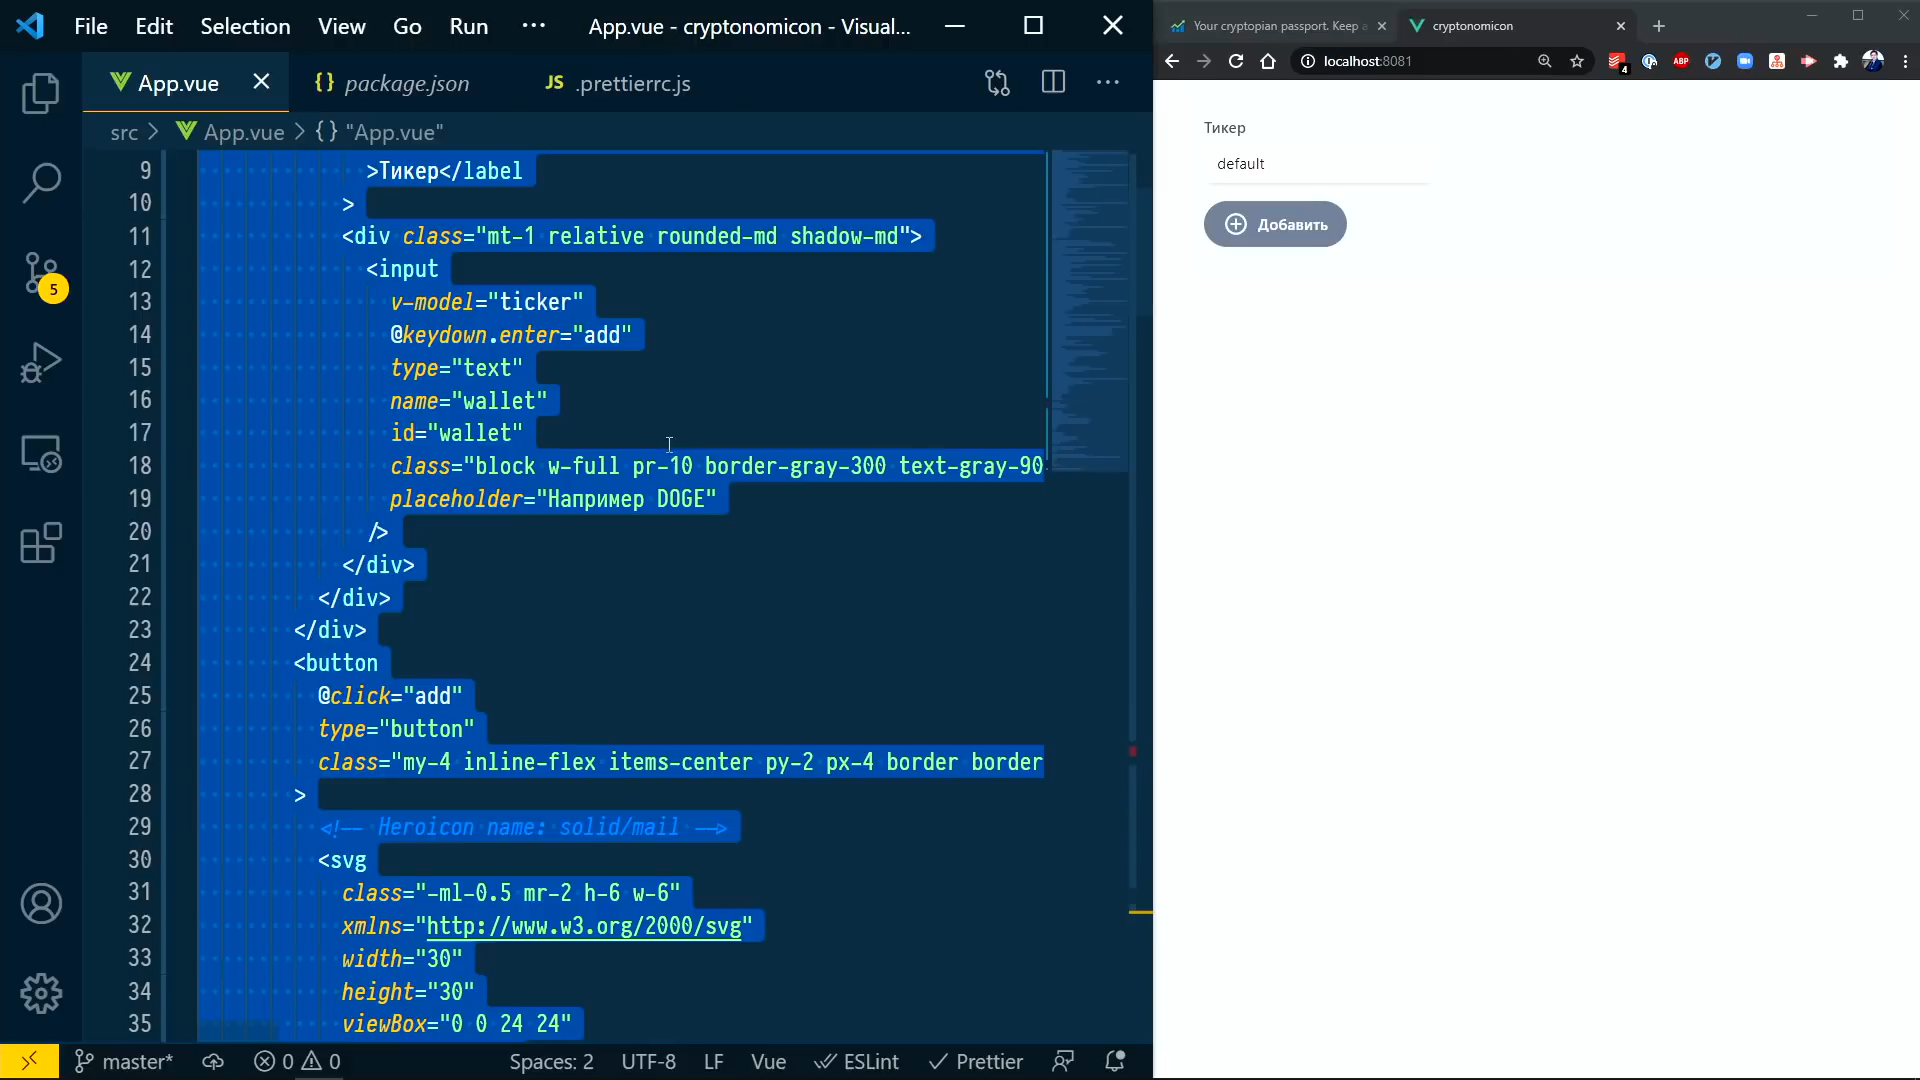 File Edit Selection View Go Run ··· App.vue - cryptonomicon - Visual...
App.vue package.json JS .prettierrc.js
src > App.vue > {} "App.vue"
9 >Тикер</label
10 >
11 <div class="mt-1 relative rounded-md shadow-md">
12 <input
13 v-model="ticker"
14 @keydown.enter="add"
15 type="text"
16 name="wallet"
17 id="wallet"
18 class="block w-full pr-10 border-gray-300 text-gray-90
19 placeholder="Например DOGE"
20 />
21 </div>
22 </div>
23 </div>
24 <button
25 @click="add"
26 type="button"
27 class="my-4 inline-flex items-center py-2 px-4 border border
28 >
29 <!-- Heroicon name: solid/mail -->
30 <svg
31 class="-ml-0.5 mr-2 h-6 w-6"
32 xmlns="http://www.w3.org/2000/svg"
33 width="30"
34 height="30"
35 viewBox="0 0 24 24"
5
master* 0 0 Spaces: 2 UTF-8 LF Vue ESLint Prettier
Your cryptopian passport. Keep a cryptonomicon
localhost:8081
4
ABP
Тикер
default
Добавить